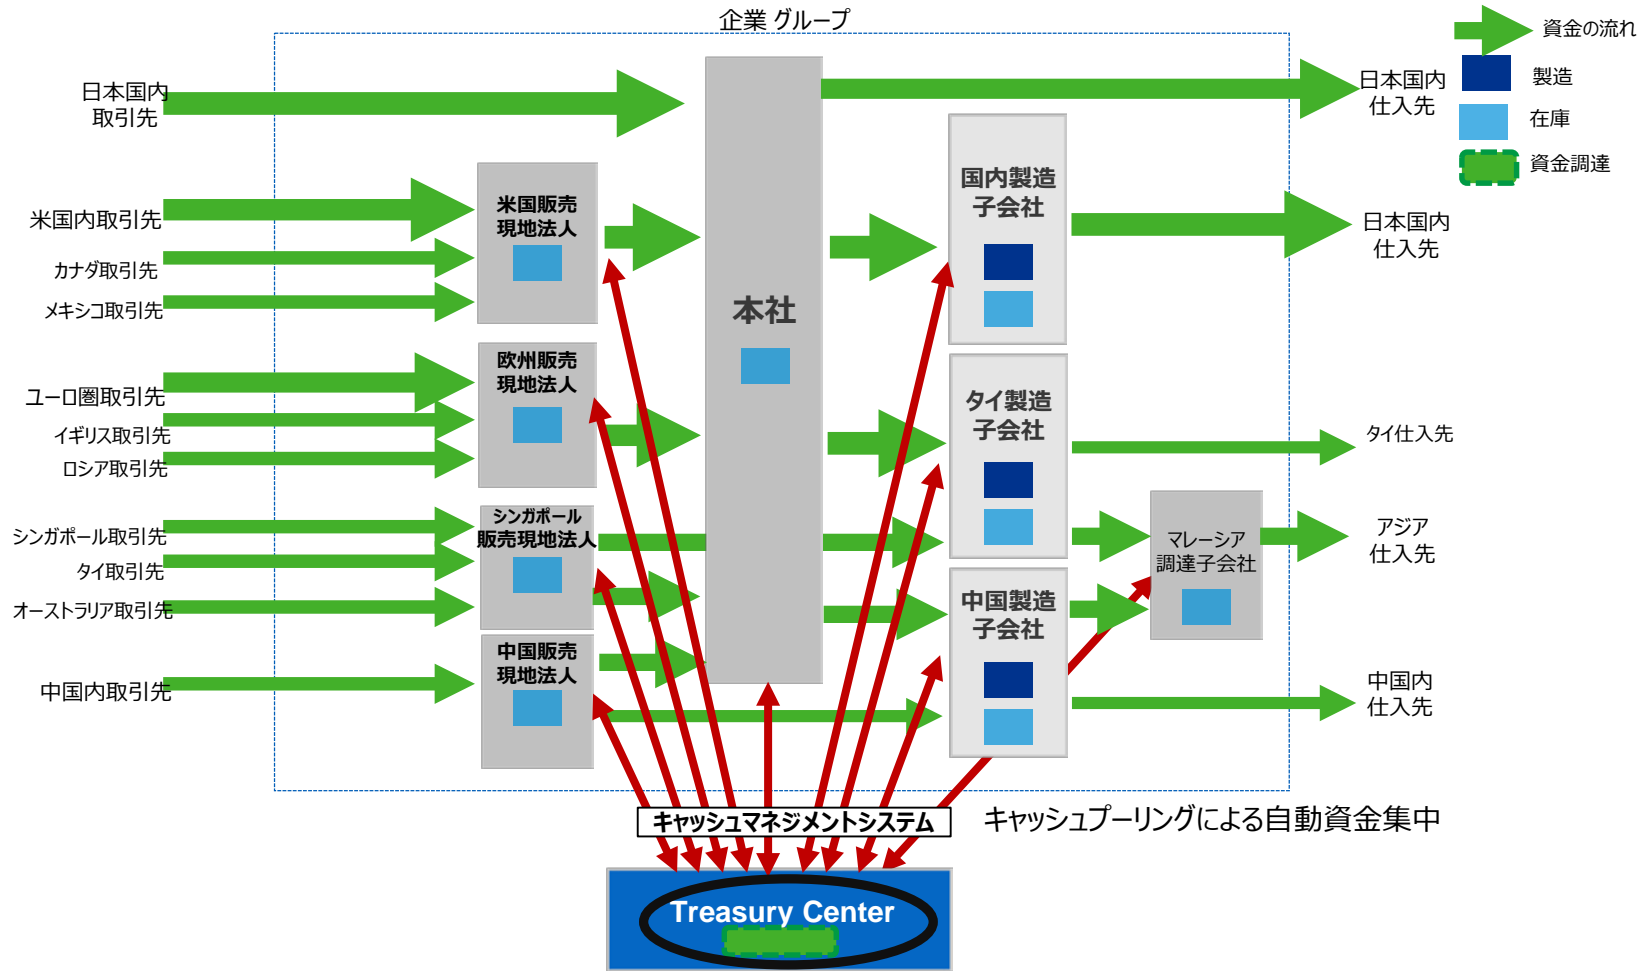 企業 グループ
資金の流れ
製造
在庫
資金調達
日本国内
取引先
米国内取引先
カナダ取引先
メキシコ取引先
ユーロ圏取引先
イギリス取引先
ロシア取引先
シンガポール取引先
タイ取引先
オーストラリア取引先
中国内取引先
米国販売
現地法人
欧州販売
現地法人
シンガポール
販売現地法人
中国販売
現地法人
本社
国内製造
子会社
タイ製造
子会社
中国製造
子会社
マレーシア
調達子会社
日本国内
仕入先
日本国内
仕入先
タイ仕入先
アジア
仕入先
中国内
仕入先
キャッシュマネジメントシステム
キャッシュプーリングによる自動資金集中
Treasury Center